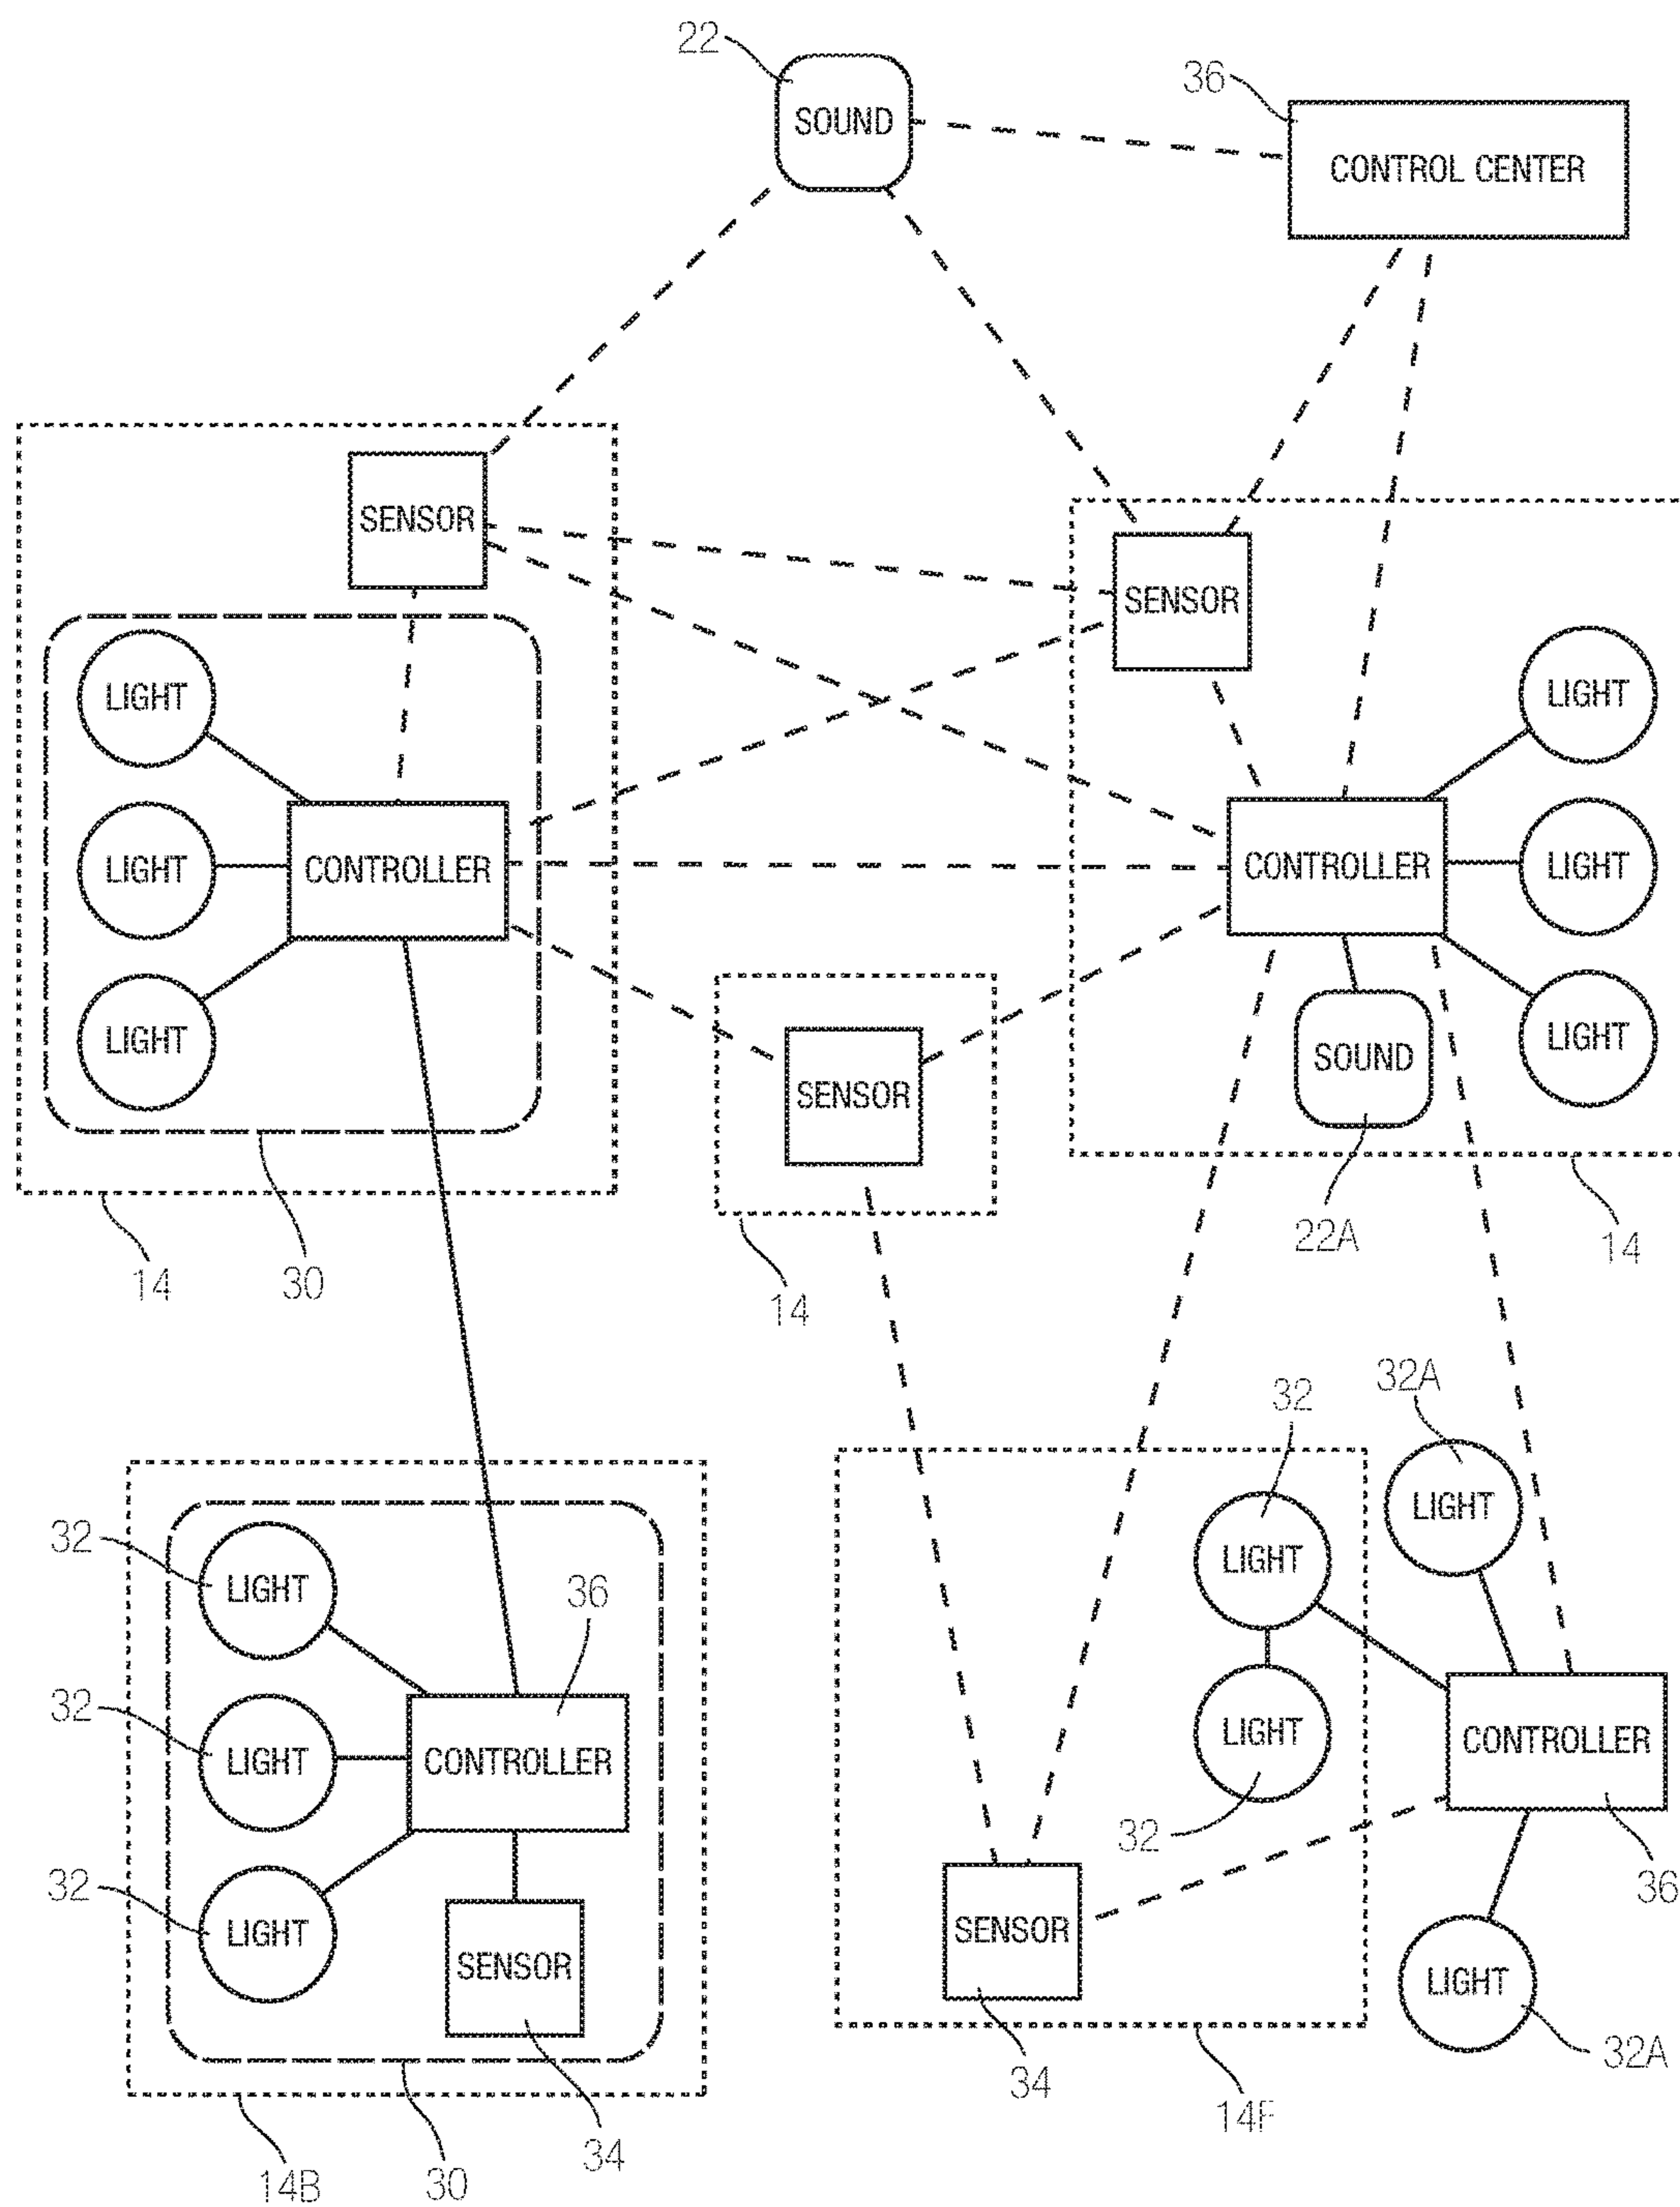 22
SOUND
36
CONTROL CENTER
SENSOR
SENSOR
LIGHT
LIGHT
LIGHT
CONTROLLER
CONTROLLER
LIGHT
LIGHT
LIGHT
SENSOR
SOUND
LIGHT
14
30
14
22A
14
32
32A
LIGHT
LIGHT
32
LIGHT
36
32
LIGHT
CONTROLLER
LIGHT
32
CONTROLLER
36
32
LIGHT
SENSOR
34
SENSOR
34
LIGHT
32A
14B
30
14F